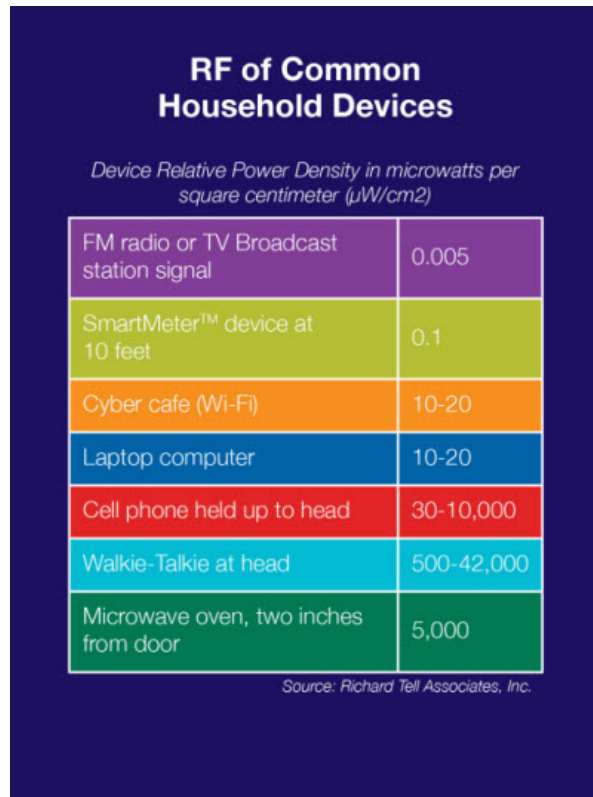 RF of Common
Household Devices
Device Relative Power Density in microwatts per
square centimeter (µW/cm2)
FM radio or TV Broadcast
station signal
0.005
SmartMeter™ device at
10 feet
0.1
Cyber cafe (Wi-Fi)
10-20
Laptop computer
10-20
Cell phone held up to head
30-10,000
Walkie-Talkie at head
500-42,000
Microwave oven, two inches
from door
5,000
Source: Richard Tell Associates, Inc.